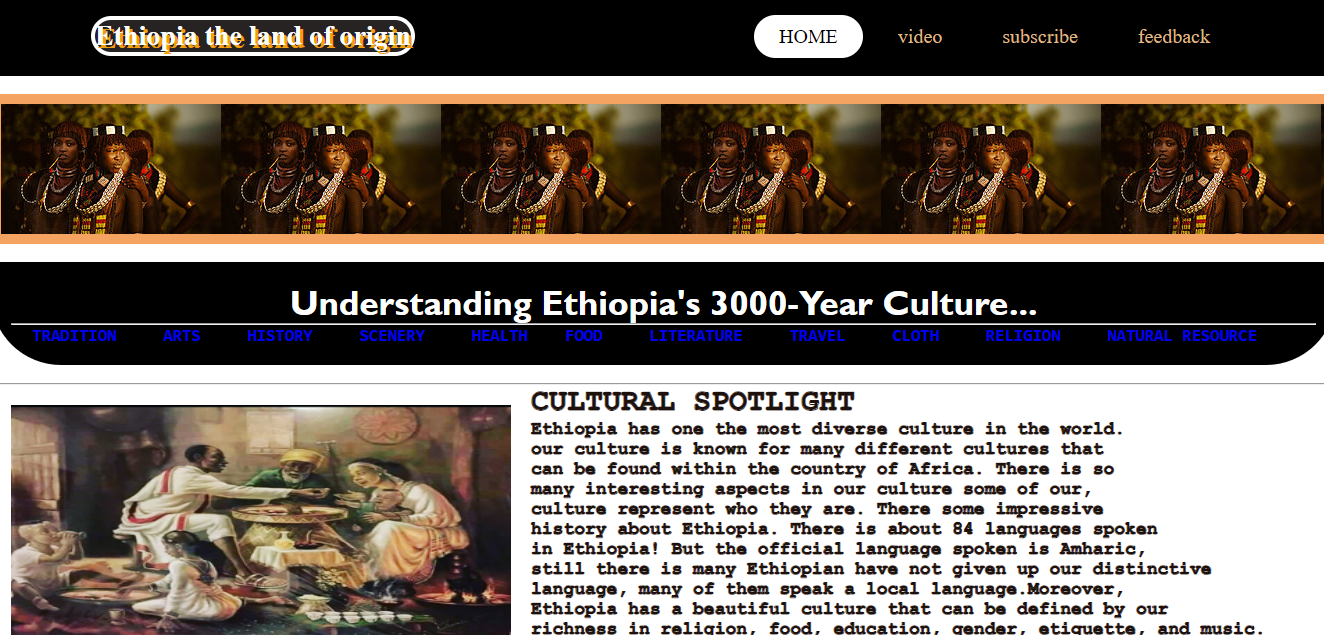 Ethiopia the land of origin
HOME video subscribe feedback
Understanding Ethiopia's 3000-Year Culture...
TRADITION ARTS HISTORY SCENERY HEALTH FOOD LITERATURE TRAVEL CLOTH RELIGION NATURAL RESOURCE
CULTURAL SPOTLIGHT
Ethiopia has one the most diverse culture in the world.
our culture is known for many different cultures that
can be found within the country of Africa. There is so
many interesting aspects in our culture some of our,
culture represent who they are. There some impressive
history about Ethiopia. There is about 84 languages spoken
in Ethiopia! But the official language spoken is Amharic,
still there is many Ethiopian have not given up our distinctive
language, many of them speak a local language.Moreover,
Ethiopia has a beautiful culture that can be defined by our
richness in religion, food, education, gender, etiquette, and music.